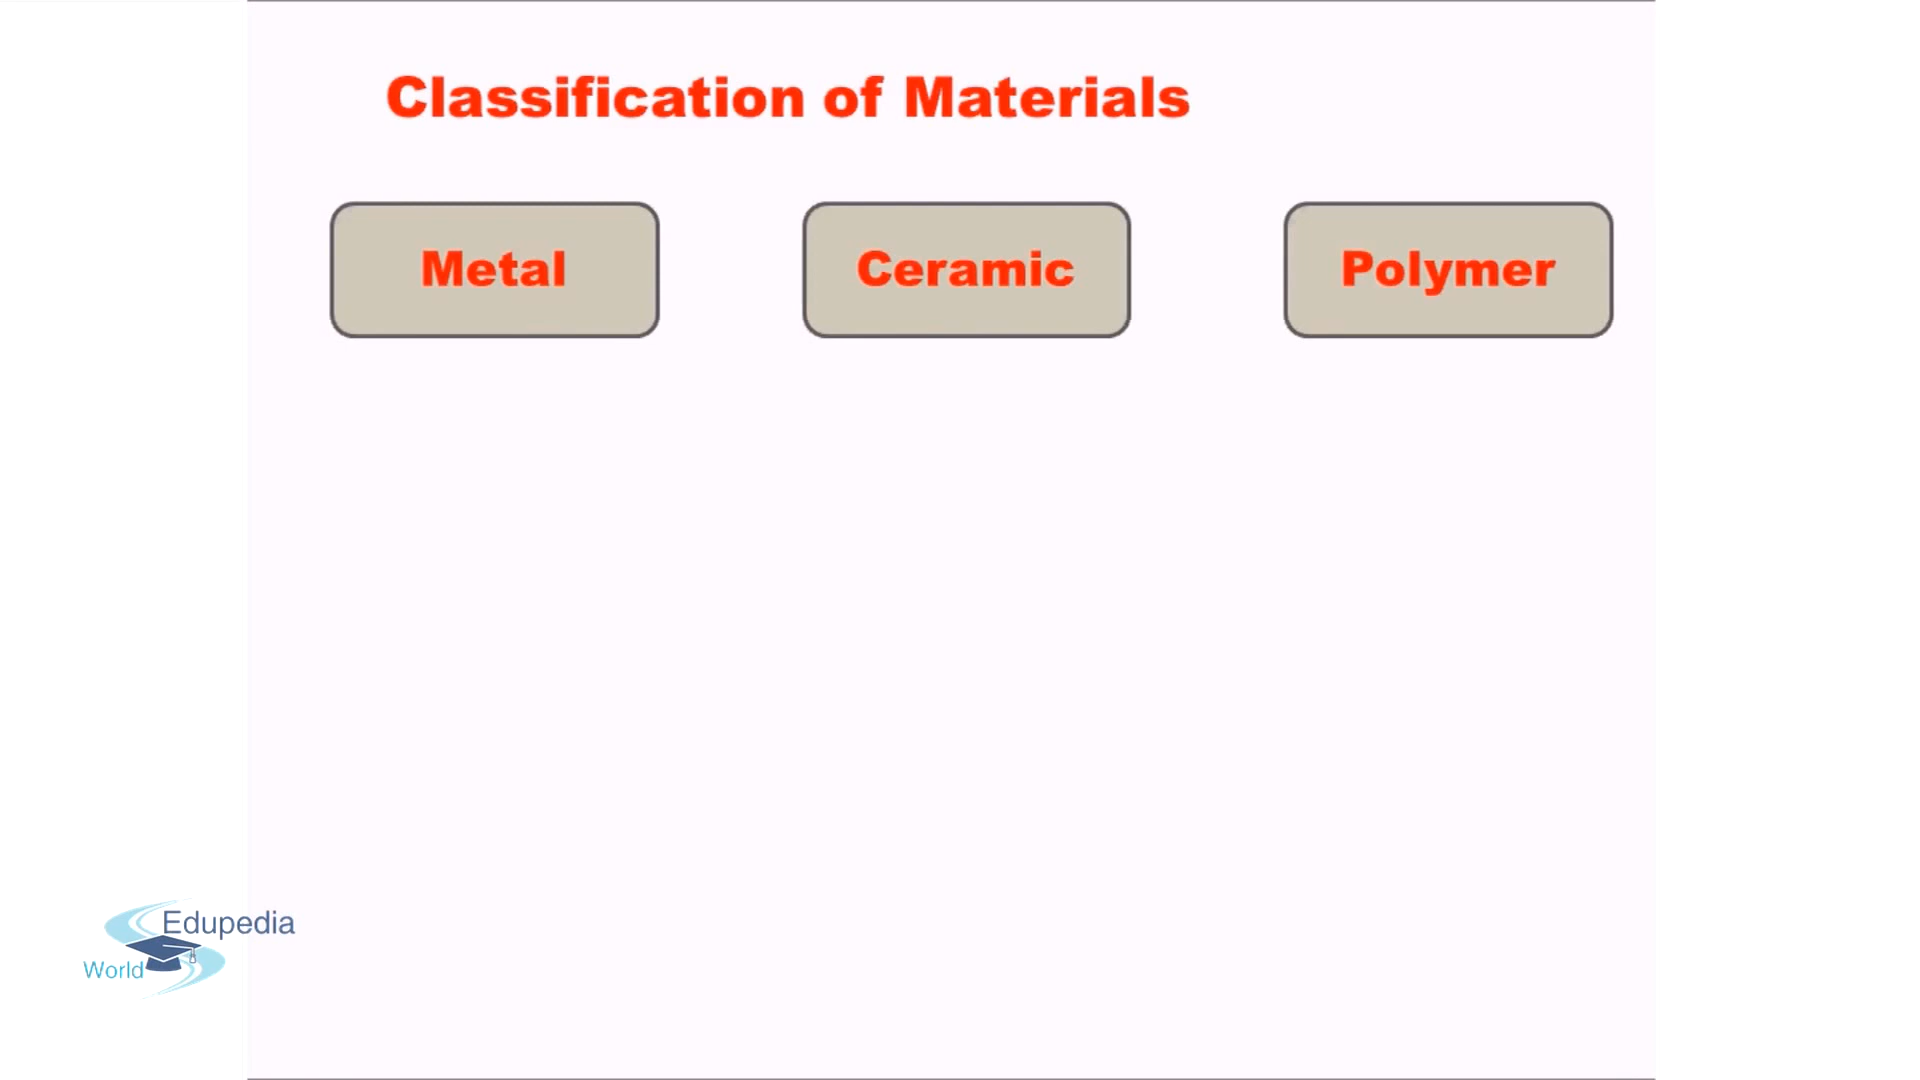 Classification of Materials
Metal
Ceramic
Polymer
Edupedia
World